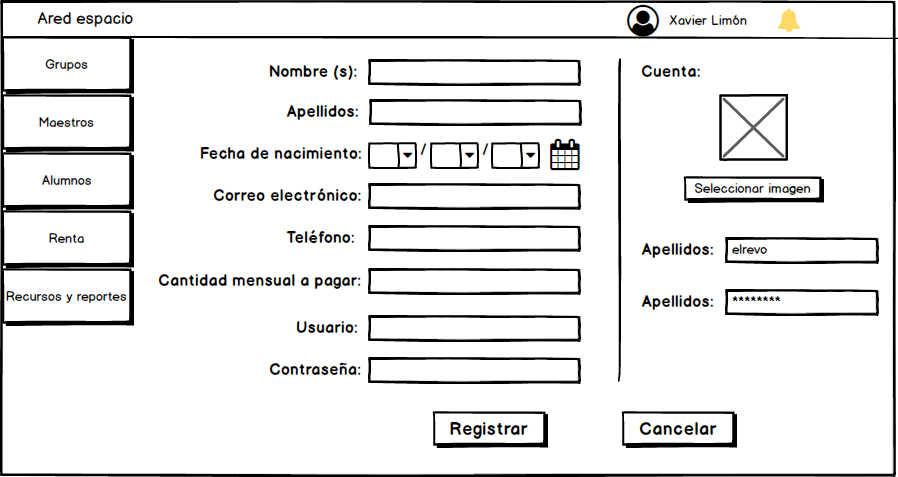 Ared espacio
Xavier Limón
Grupos
Maestros
Alumnos
Renta
Recursos y reportes
Nombre (s):
Apellidos:
Fecha de nacimiento:
/ /
Correo electrónico:
Teléfono:
Cantidad mensual a pagar:
Usuario:
Contraseña:
Cuenta:
Seleccionar imagen
Apellidos: elrevo
Apellidos: ********
Registrar
Cancelar